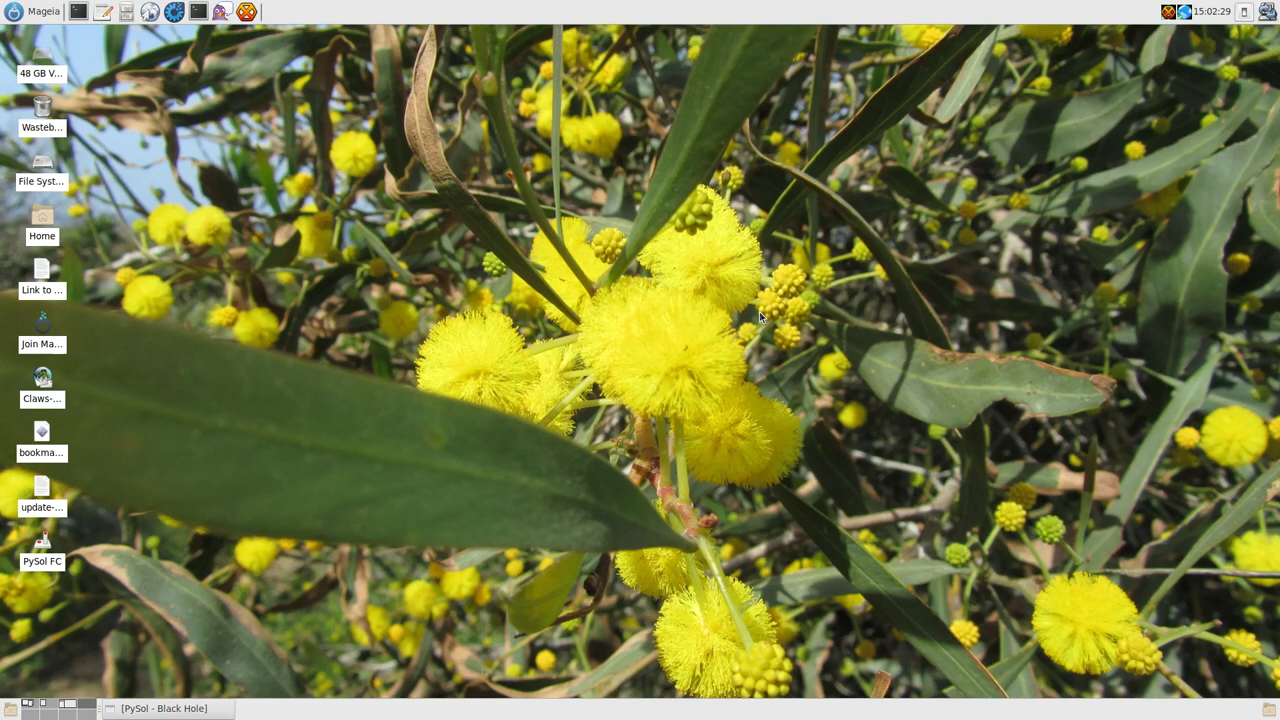 Mageia
15:02:29
48 GB V...
Wasteb...
File Syst...
Home
Link to ...
Join Ma...
Claws-...
bookma...
update-...
PySol FC
[PySol - Black Hole]